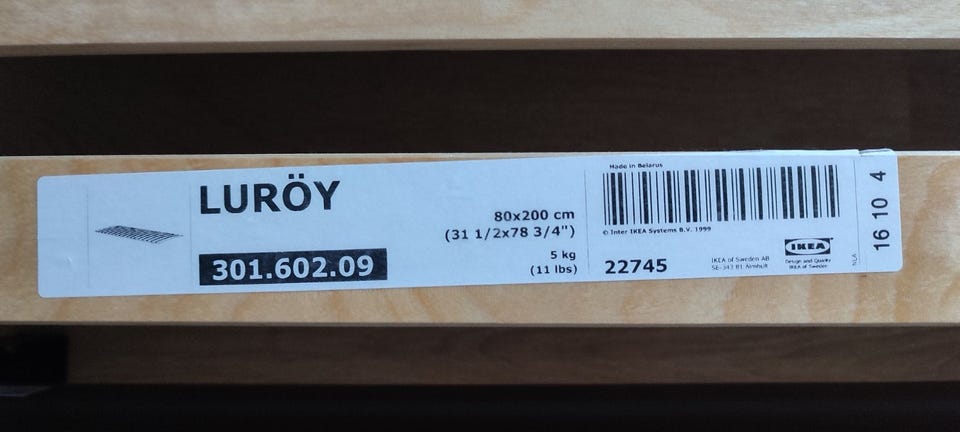 LURÖY
301.602.09
80x200 cm
(31 1/2x78 3/4")
5 kg
(11 lbs)
Made in Belarus
© Inter IKEA Systems B.V. 1999
22745
IKEA of Sweden AB
SE-343 81 Älmhult
IKEA
Design and Quality
IKEA of Sweden
16 10 4